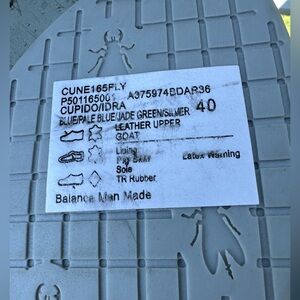 CUNE165FLY
P501165001 A375974BDAR36
CUPIDO/IDRA
BLUE/PALE BLUE/JADE GREEN/SILVER 40
LEATHER UPPER
GOAT
Lining
Pig Skin
Latex Warning
Sole
TR Rubber
Balance Man Made